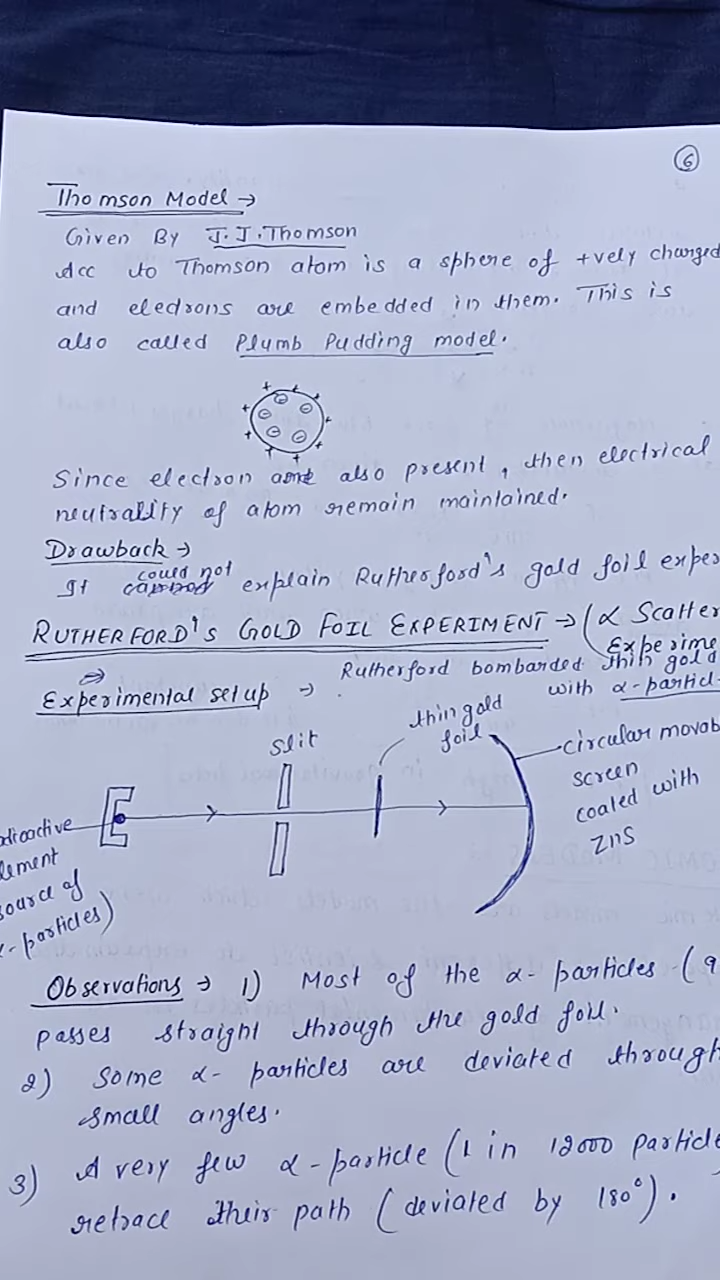 6
Thomson Model →
Given By J.J. Thomson
Acc to Thomson atom is a sphere of +vely charged
and elecrons are embedded in them. This is
also called Plumb Pudding model.
Since electron are also present, then electrical
neutrality of atom remain maintained.
Drawback →
It could not explain Rutherford's gold foil exper
RUTHERFORD'S GOLD FOIL EXPERIMENT → (α Scatter
Experime
⇒
Experimental set up → Rutherford bombarded thin gold
with α-particl
thin gold
foil
slit
circular movab
screen
coated with
ZnS
adioactive
lement
source of
α-particles)
Observations → 1) Most of the α-particles (9
passes straight through the gold foil.
2) Some α-particles are deviated through
small angles.
3) A very few α-particle (1 in 12000 particle
retrace their path (deviated by 180°).